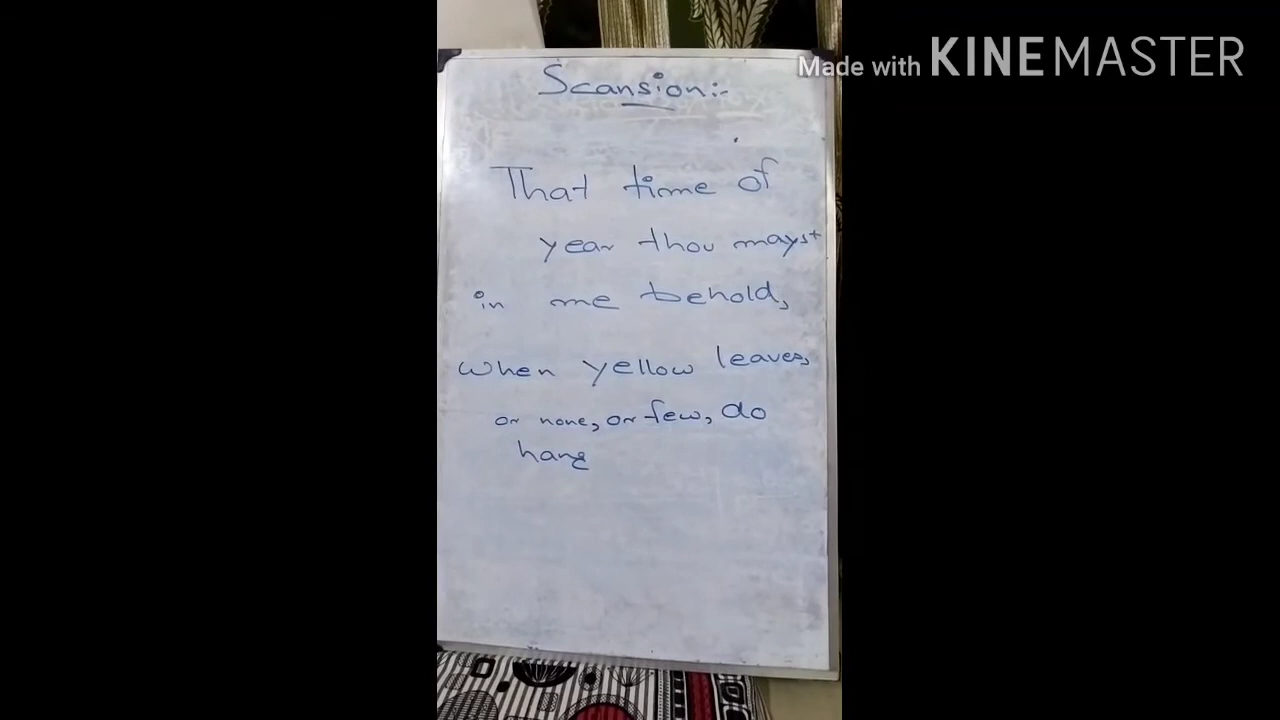 Made with KINEMASTER
Scansion:-
That time of
year thou mayst
in me behold,
when yellow leaves,
or none, or few, do
hang